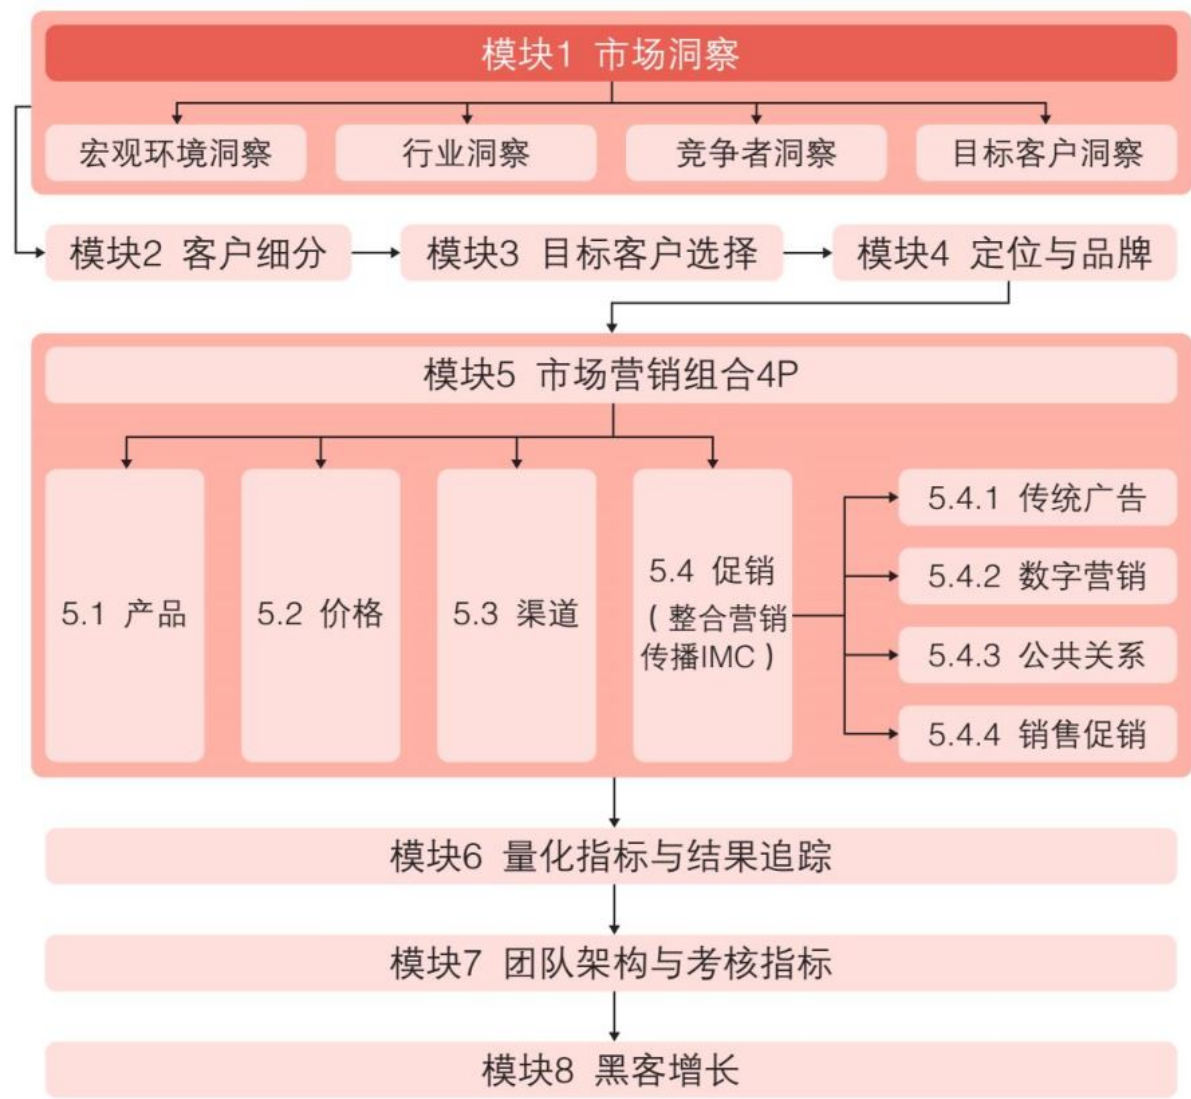 模块1 市场洞察
宏观环境洞察
行业洞察
竞争者洞察
目标客户洞察
模块2 客户细分
模块3 目标客户选择
模块4 定位与品牌
模块5 市场营销组合4P
5.1 产品
5.2 价格
5.3 渠道
5.4 促销
（整合营销
传播IMC）
5.4.1 传统广告
5.4.2 数字营销
5.4.3 公共关系
5.4.4 销售促销
模块6 量化指标与结果追踪
模块7 团队架构与考核指标
模块8 黑客增长